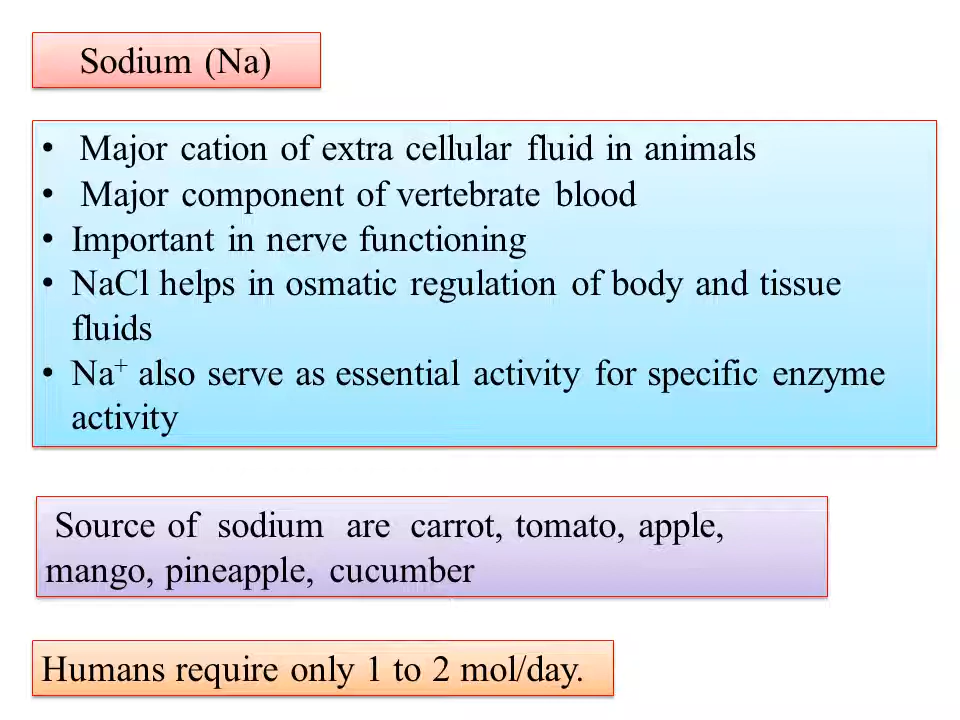 Sodium (Na)
• Major cation of extra cellular fluid in animals
• Major component of vertebrate blood
• Important in nerve functioning
• NaCl helps in osmatic regulation of body and tissue
fluids
• Na⁺ also serve as essential activity for specific enzyme
activity
Source of sodium are carrot, tomato, apple,
mango, pineapple, cucumber
Humans require only 1 to 2 mol/day.